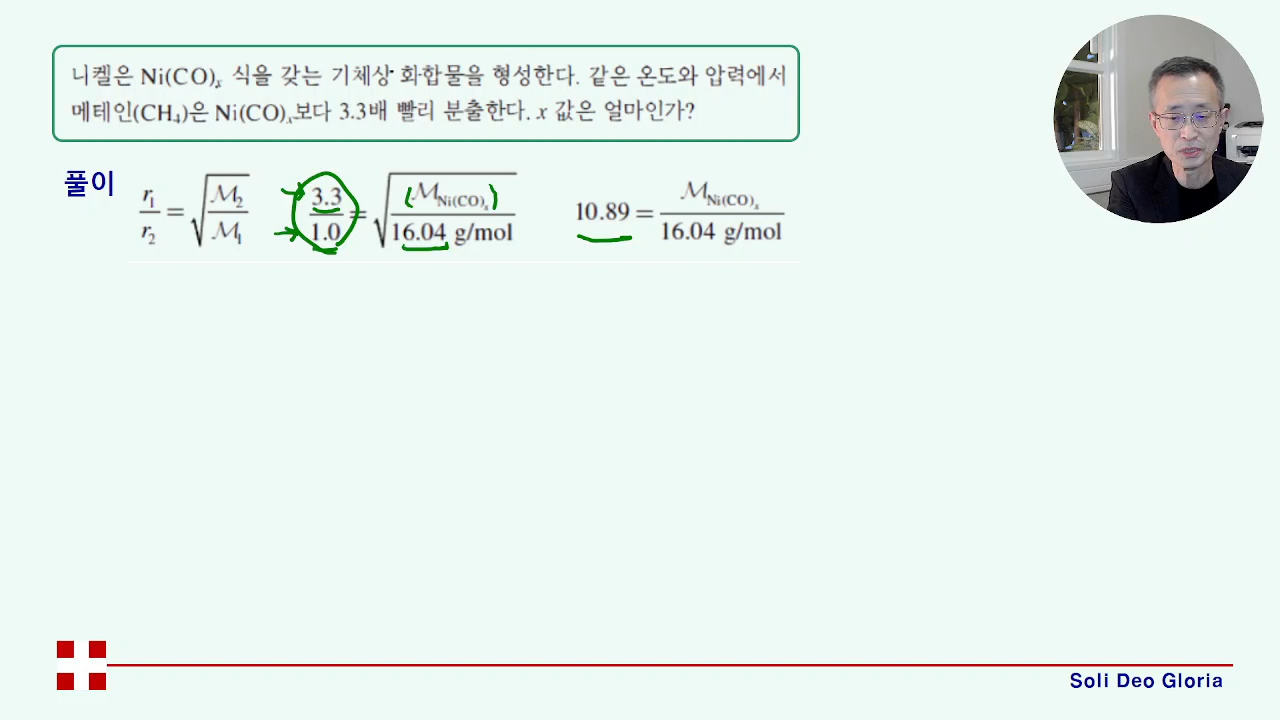 니켈은 Ni(CO)ₓ 식을 갖는 기체상 화합물을 형성한다. 같은 온도와 압력에서
메테인(CH₄)은 Ni(CO)ₓ보다 3.3배 빨리 분출한다. x 값은 얼마인가?
풀이
r₁/r₂ = √(ℳ₂/ℳ₁) 3.3/1.0 = √(ℳ_Ni(CO)ₓ/16.04 g/mol) 10.89 = ℳ_Ni(CO)ₓ/16.04 g/mol
Soli Deo Gloria